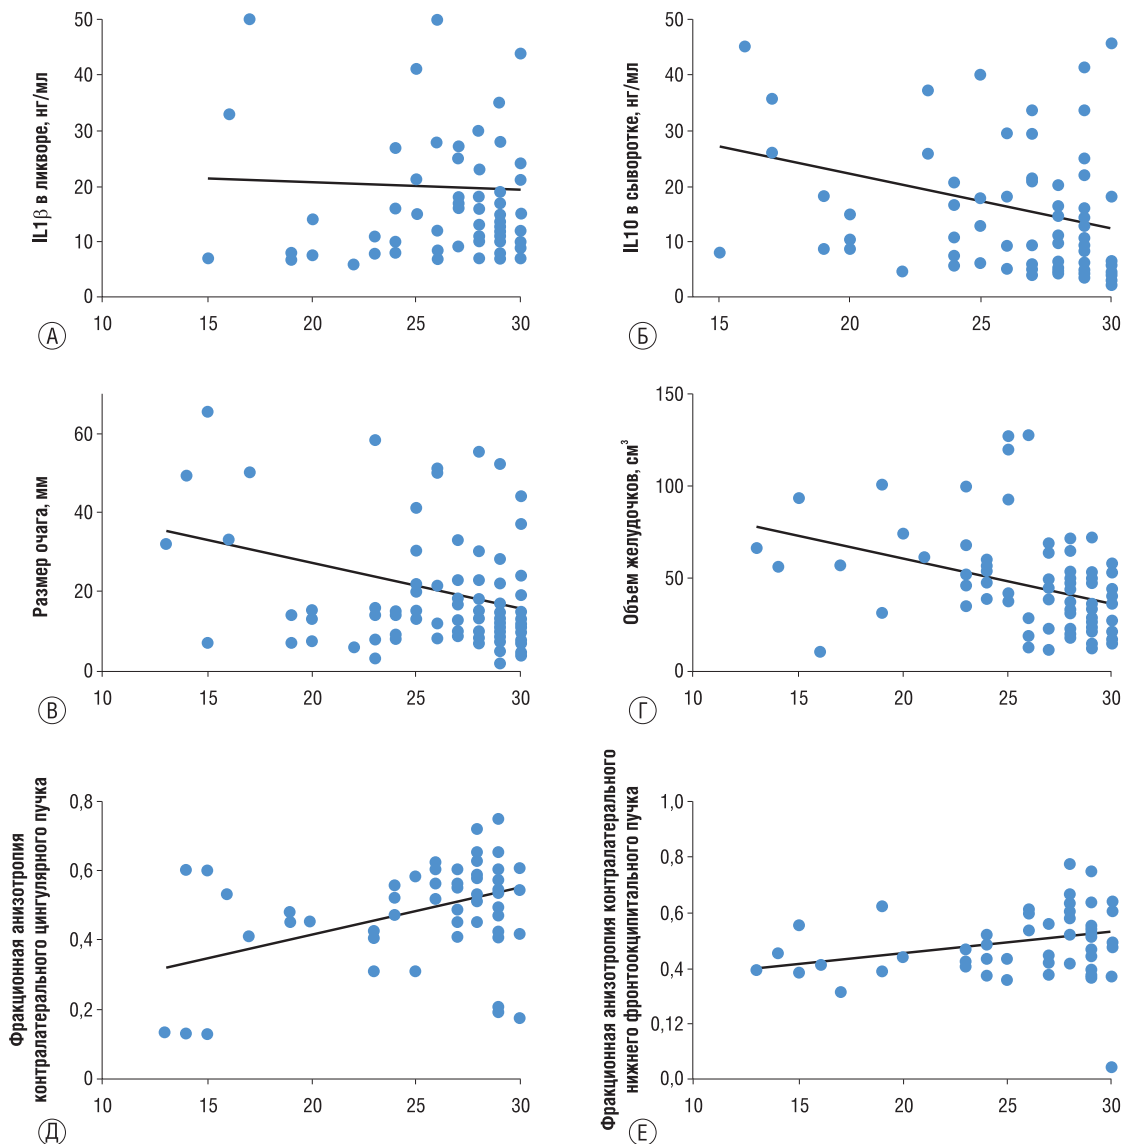 IL1β в ликворе, нг/мл
50
40
30
20
10
0
10 15 20 25 30
А
IL10 в сыворотке, нг/мл
50
40
30
20
10
0
15 20 25 30
Б
Размер очага, мм
60
40
20
0
10 15 20 25 30
В
Объем желудочков, см³
150
100
50
0
10 15 20 25 30
Г
Фракционная анизотропия
контралатерального цингулярного пучка
0,8
0,6
0,4
0,2
0
10 15 20 25 30
Д
Фракционная анизотропия контралатерального
нижнего фронтоокципитального пучка
1,0
0,8
0,6
0,4
0,12
0,0
10 15 20 25 30
Е